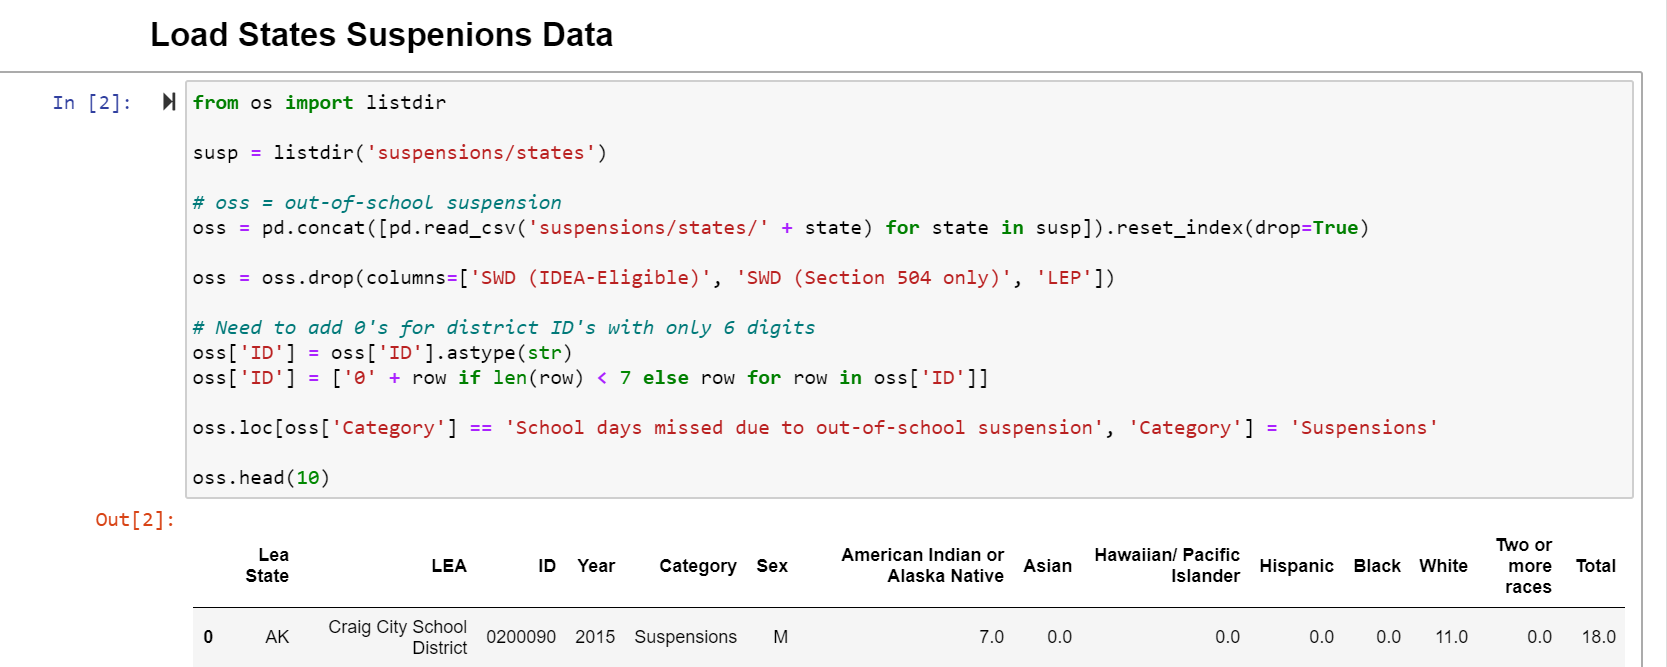 Load States Suspenions Data
In [2]:
from os import listdir
susp = listdir('suspensions/states')
# oss = out-of-school suspension
oss = pd.concat([pd.read_csv('suspensions/states/' + state) for state in susp]).reset_index(drop=True)
oss = oss.drop(columns=['SWD (IDEA-Eligible)', 'SWD (Section 504 only)', 'LEP'])
# Need to add 0's for district ID's with only 6 digits
oss['ID'] = oss['ID'].astype(str)
oss['ID'] = ['0' + row if len(row) < 7 else row for row in oss['ID']]
oss.loc[oss['Category'] == 'School days missed due to out-of-school suspension', 'Category'] = 'Suspensions'
oss.head(10)
Out[2]:
Lea
State
LEA
ID
Year
Category
Sex
American Indian or
Alaska Native
Asian
Hawaiian/ Pacific
Islander
Hispanic
Black
White
Two or
more
races
Total
0
AK
Craig City School
District
0200090
2015
Suspensions
M
7.0
0.0
0.0
0.0
0.0
11.0
0.0
18.0